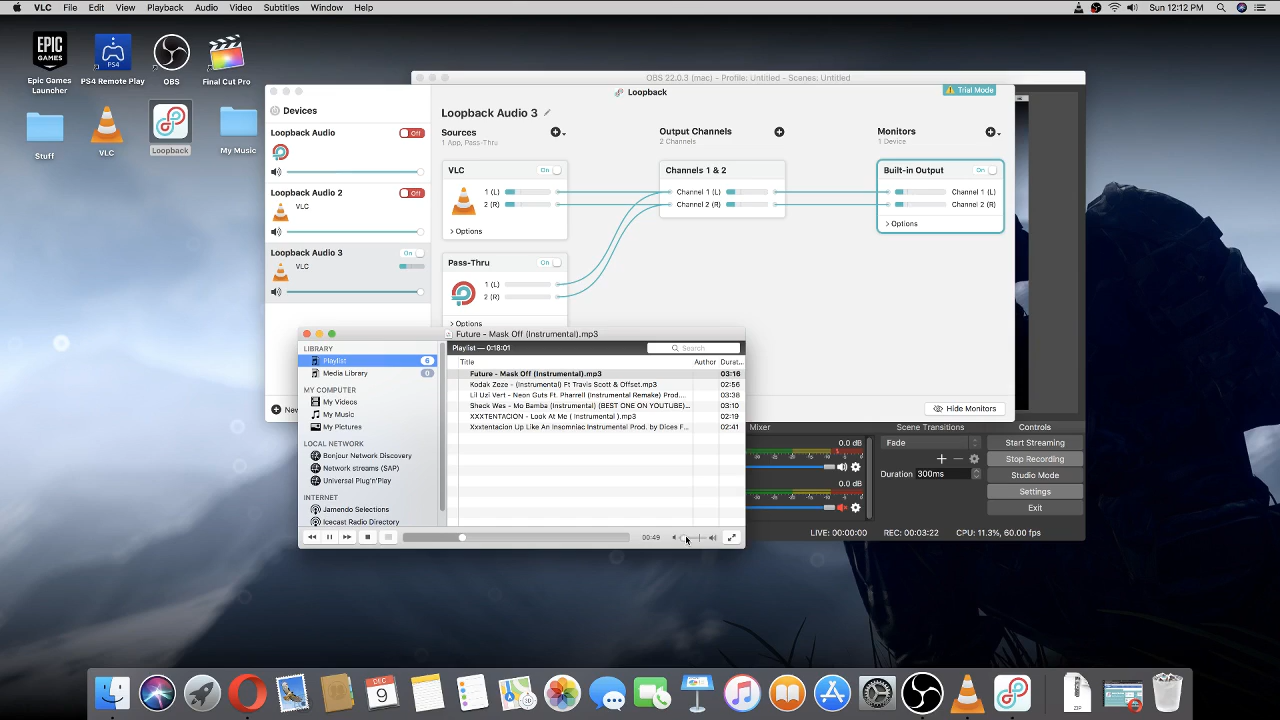 VLC File Edit View Playback Audio Video Subtitles Window Help Sun 12:12 PM
EPIC GAMES
PS4
Epic Games Launcher
PS4 Remote Play
OBS
Final Cut Pro
Stuff
VLC
Loopback
My Music
OBS 22.0.3 (mac) - Profile: Untitled - Scenes: Untitled
Loopback
Trial Mode
Devices
Loopback Audio Off
Loopback Audio 2 Off
VLC
Loopback Audio 3 On
VLC
New
Loopback Audio 3
Sources
1 App, Pass-Thru
Output Channels
2 Channels
Monitors
1 Device
VLC On
1 (L)
2 (R)
> Options
Pass-Thru On
1 (L)
2 (R)
> Options
Channels 1 & 2
Channel 1 (L)
Channel 2 (R)
Built-in Output On
Channel 1 (L)
Channel 2 (R)
> Options
Hide Monitors
Future - Mask Off (Instrumental).mp3
LIBRARY
Playlist 6
Media Library 0
MY COMPUTER
My Videos
My Music
My Pictures
LOCAL NETWORK
Bonjour Network Discovery
Network streams (SAP)
Universal Plug'n'Play
INTERNET
Jamendo Selections
Icecast Radio Directory
Playlist — 0:18:01
Search
Title Author Durat...
Future - Mask Off (Instrumental).mp3 03:16
Kodak Zeze - (Instrumental) Ft Travis Scott & Offset.mp3 02:56
Lil Uzi Vert - Neon Guts Ft. Pharrell (Instrumental Remake) Prod.... 03:38
Sheck Wes - Mo Bamba (Instrumental) (BEST ONE ON YOUTUBE)... 03:10
XXXTENTACION - Look At Me ( Instrumental ).mp3 02:19
Xxxtentacion Up Like An Insomniac Instrumental Prod. by Dices F... 02:41
00:49
Mixer
0.0 dB
0.0 dB
Scene Transitions
Fade
Duration 300ms
Controls
Start Streaming
Stop Recording
Studio Mode
Settings
Exit
LIVE: 00:00:00 REC: 00:03:22 CPU: 11.3%, 60.00 fps
DEC
9
ZIP